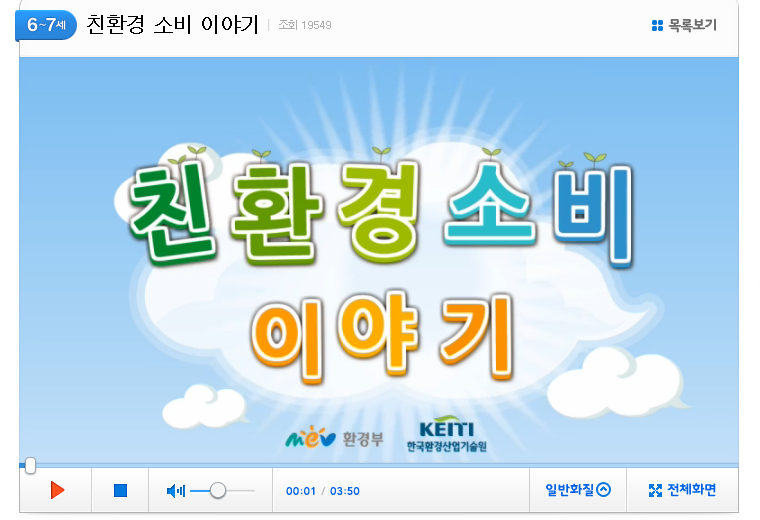 6~7세 친환경 소비 이야기 조회 19549 목록보기
친환경소비
이야기
mev 환경부 KEITI
한국환경산업기술원
00:01 / 03:50 일반화질 전체화면